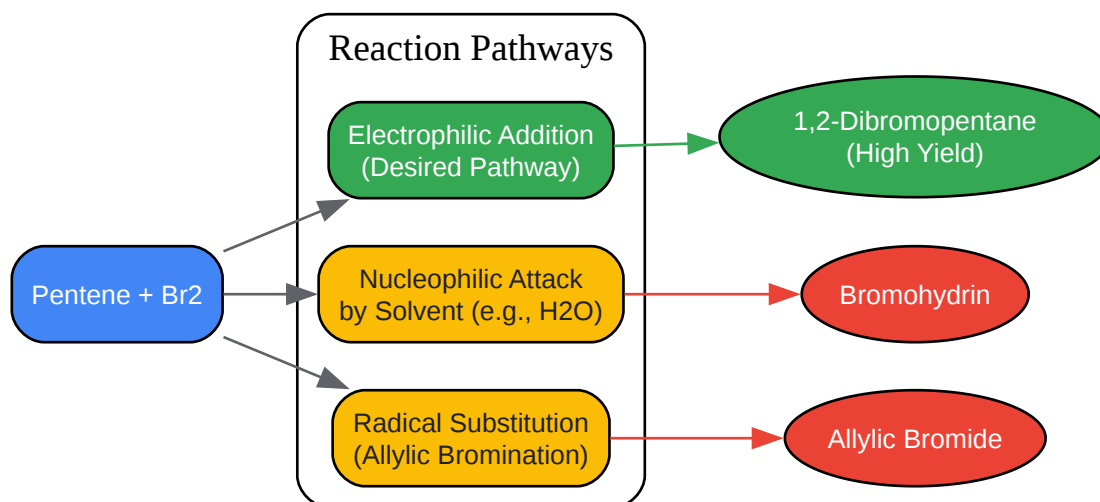 Reaction Pathways
Electrophilic Addition
(Desired Pathway)
1,2-Dibromopentane
(High Yield)
Pentene + Br2
Nucleophilic Attack
by Solvent (e.g., H2O)
Bromohydrin
Radical Substitution
(Allylic Bromination)
Allylic Bromide